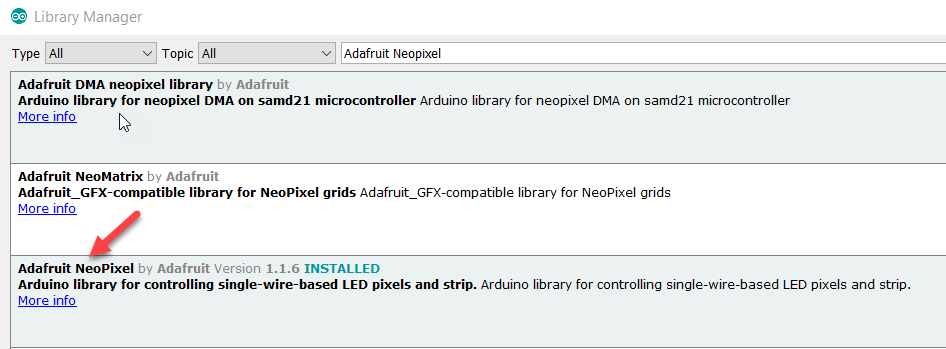 Library Manager
Type All Topic All Adafruit Neopixel
Adafruit DMA neopixel library by Adafruit
Arduino library for neopixel DMA on samd21 microcontroller Arduino library for neopixel DMA on samd21 microcontroller
More info
Adafruit NeoMatrix by Adafruit
Adafruit_GFX-compatible library for NeoPixel grids Adafruit_GFX-compatible library for NeoPixel grids
More info
Adafruit NeoPixel by Adafruit Version 1.1.6 INSTALLED
Arduino library for controlling single-wire-based LED pixels and strip. Arduino library for controlling single-wire-based LED pixels and strip.
More info